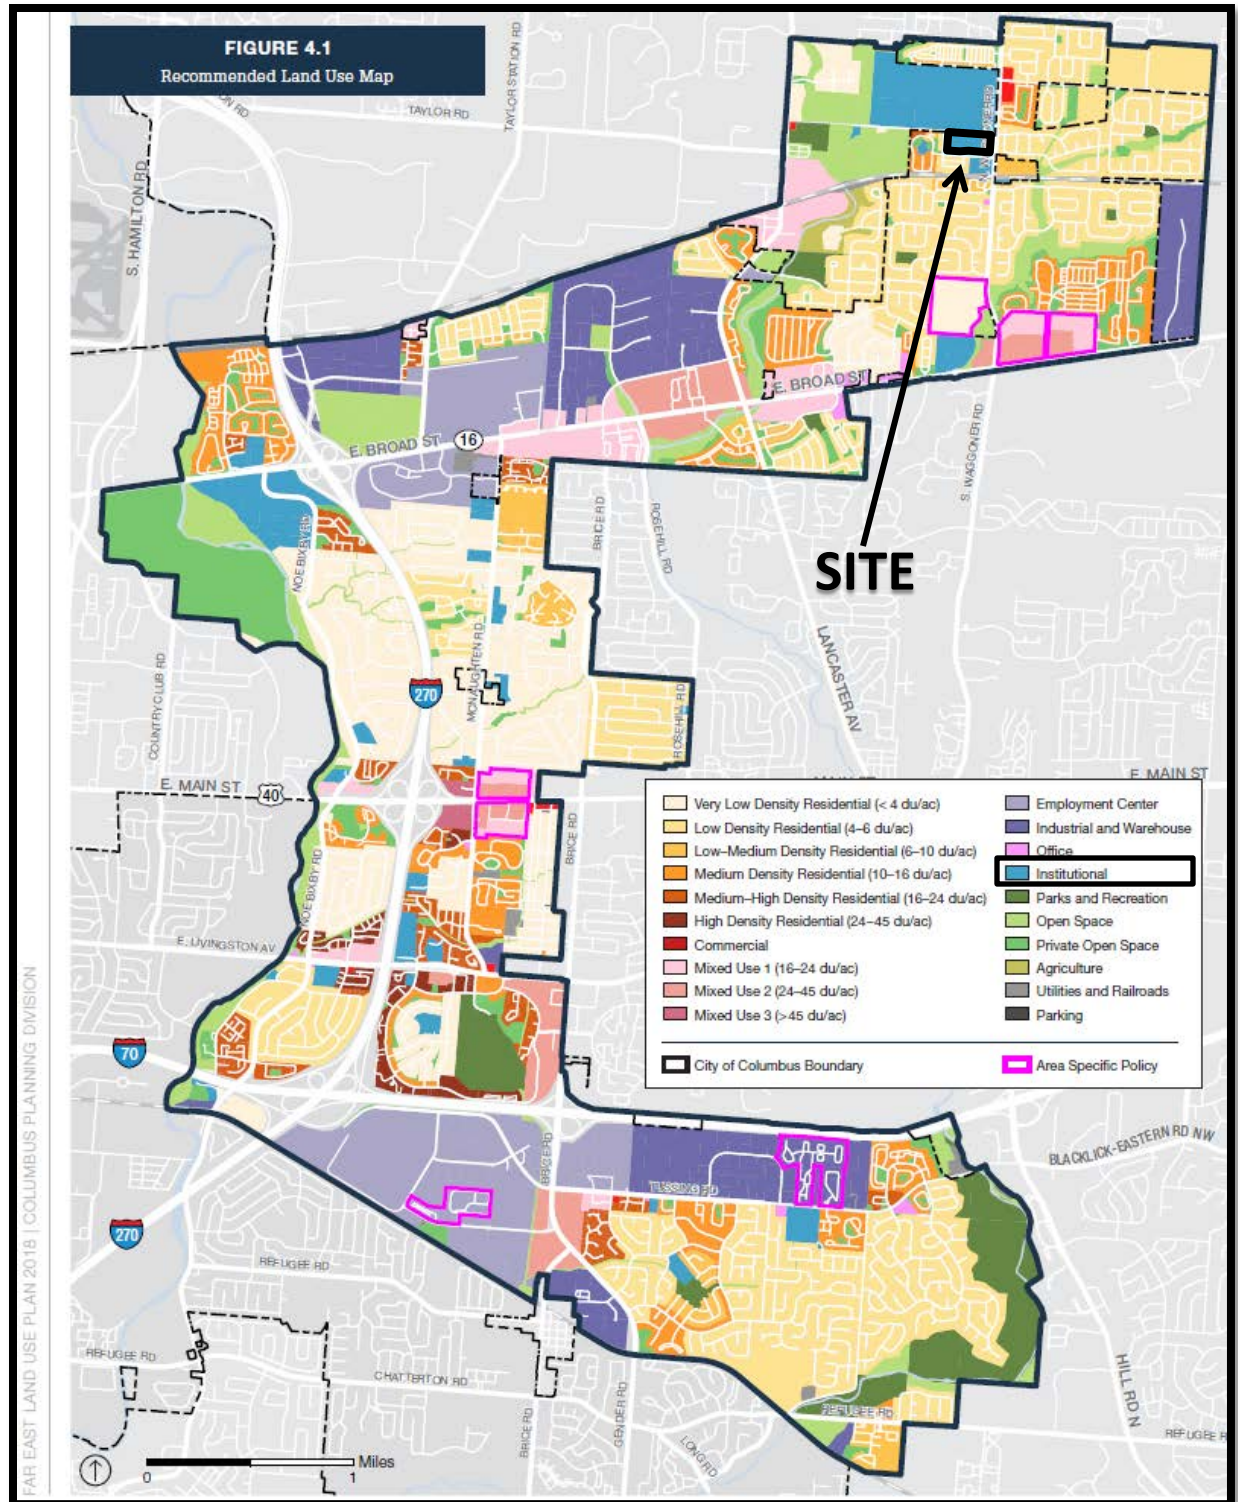 FIGURE 4.1
Recommended Land Use Map
TAYLOR STATION RD
TAYLOR RD
S. HAMILTON RD
E. BROAD ST
E. BROAD ST
16
S. WAGGONER RD
NOE BIXBY RD
BRICE RD
ROSEHILL RD
SITE
MCNAUGHTEN RD
LANCASTER AV
COUNTRY CLUB RD
270
ROSEHILL RD
E. MAIN ST
40
E. MAIN ST
BRICE RD
NOE BIXBY RD
E. LIVINGSTON AV
Very Low Density Residential (< 4 du/ac)
Low Density Residential (4–6 du/ac)
Low–Medium Density Residential (6–10 du/ac)
Medium Density Residential (10–16 du/ac)
Medium–High Density Residential (16–24 du/ac)
High Density Residential (24–45 du/ac)
Commercial
Mixed Use 1 (16–24 du/ac)
Mixed Use 2 (24–45 du/ac)
Mixed Use 3 (>45 du/ac)
Employment Center
Industrial and Warehouse
Office
Institutional
Parks and Recreation
Open Space
Private Open Space
Agriculture
Utilities and Railroads
Parking
City of Columbus Boundary
Area Specific Policy
70
BLACKLICK-EASTERN RD NW
BRICE RD
TUSSING RD
270
REFUGEE RD
REFUGEE RD
CHATTERTON RD
BRICE RD
GENDER RD
LONG RD
REFUGEE RD
HILL RD N
REFUGEE R
0
1
Miles
FAR EAST LAND USE PLAN 2018 | COLUMBUS PLANNING DIVISION